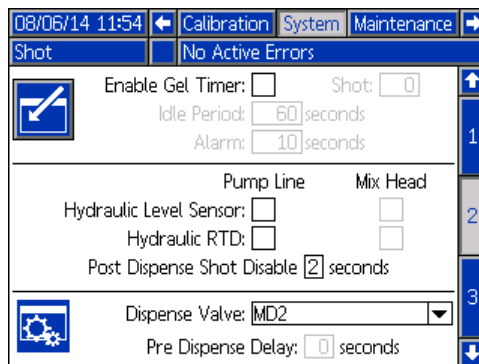 08/06/14 11:54 Calibration System Maintenance
Shot No Active Errors
Enable Gel Timer: Shot: 0
Idle Period: 60 seconds
Alarm: 10 seconds
1
Pump Line Mix Head
Hydraulic Level Sensor:
2
Hydraulic RTD:
Post Dispense Shot Disable 2 seconds
3
Dispense Valve: MD2
Pre Dispense Delay: 0 seconds